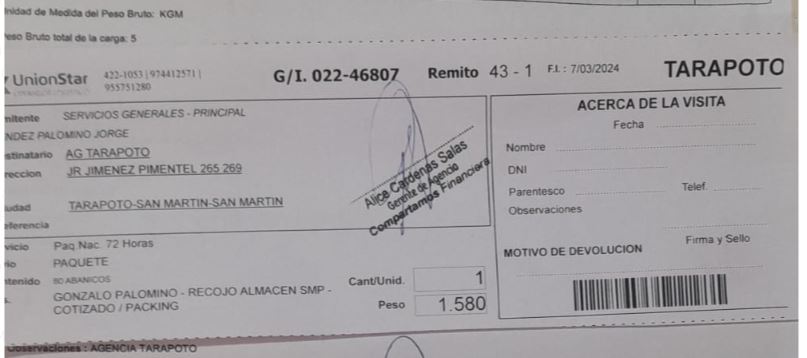 nidad de Medida del Peso Bruto: KGM
eso Bruto total de la carga: 5
UnionStar
422-1053 | 974412571 |
955751280
G/I. 022-46807
Remito 43 - 1
F.I. : 7/03/2024
TARAPOTO
mitente SERVICIOS GENERALES - PRINCIPAL
NDEZ PALOMINO JORGE
stinatario AG TARAPOTO
reccion JR JIMENEZ PIMENTEL 265 269
udad TARAPOTO-SAN MARTIN-SAN MARTIN
eferencia
Alice Cardenas Salas
Gerente de Agencia
Compartamos Financiera
vicio Paq Nac. 72 Horas
PAQUETE
tenido 80 ABANICOS
GONZALO PALOMINO - RECOJO ALMACEN SMP -
COTIZADO / PACKING
Cant/Unid. 1
Peso 1.580
ACERCA DE LA VISITA
Fecha
Nombre
DNI
Parentesco Telef.
Observaciones
Firma y Sello
MOTIVO DE DEVOLUCION
Observaciones : AGENCIA TARAPOTO